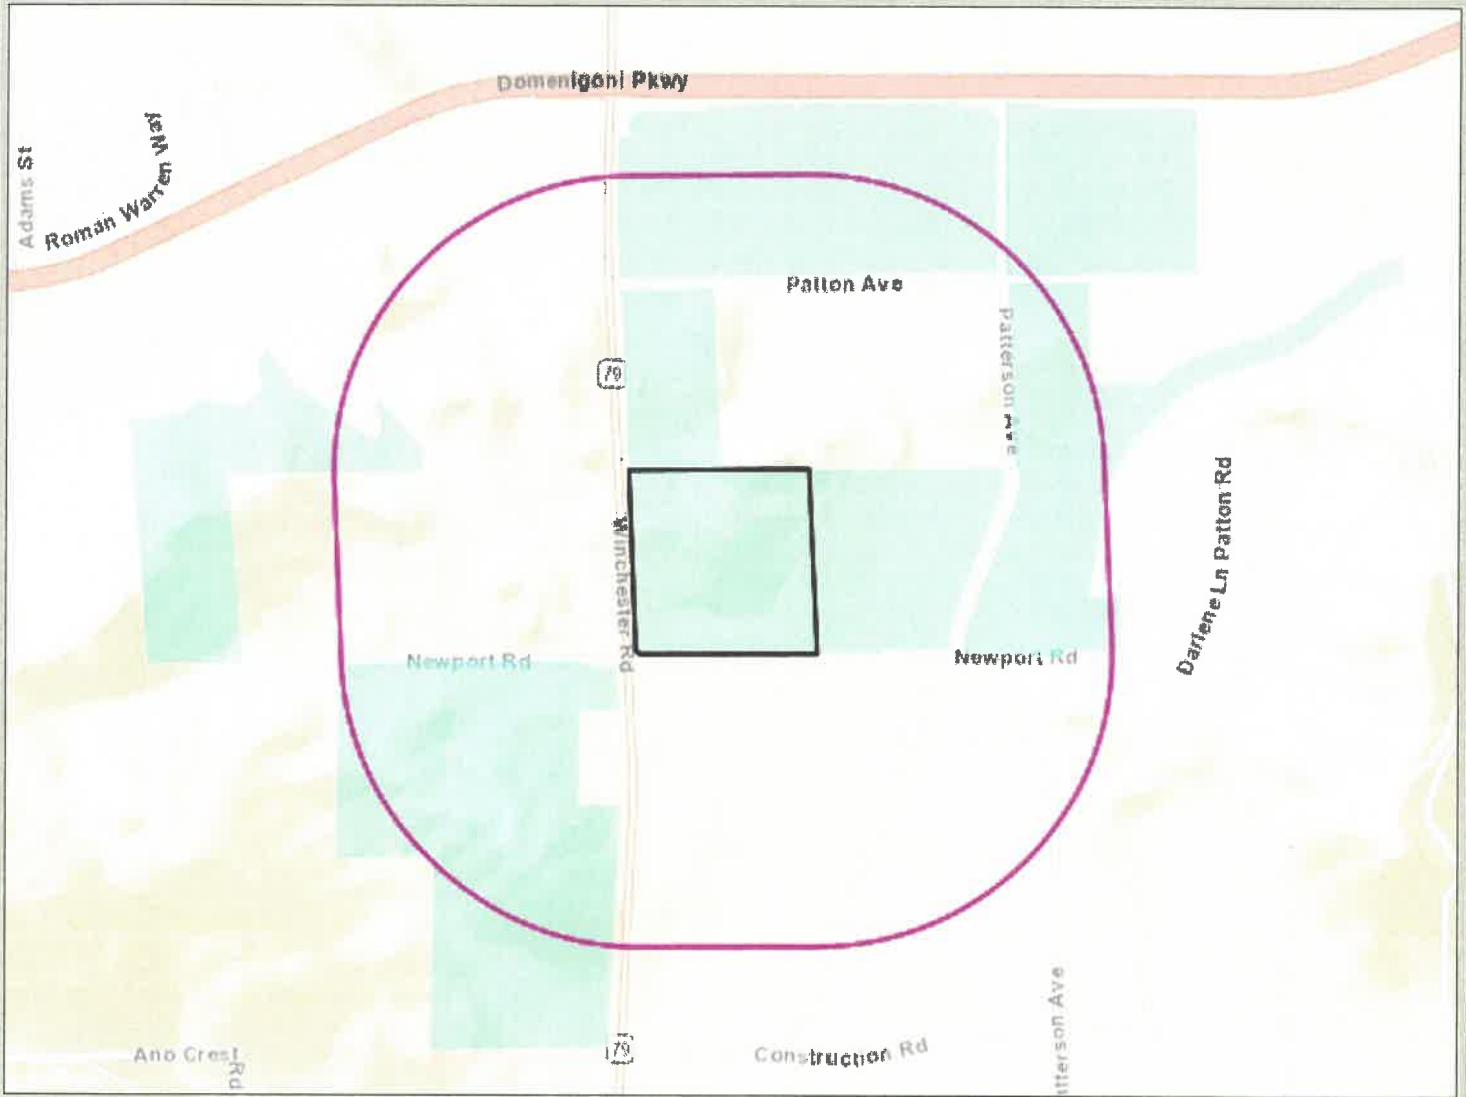 Domenigoni Pkwy
Adams St
Roman Warren Way
Patton Ave
Patterson Ave
79
Winchester Rd
Darlene Ln Patton Rd
Newport Rd
Newport Rd
Ano Crest Rd
79
Construction Rd
tterson Ave